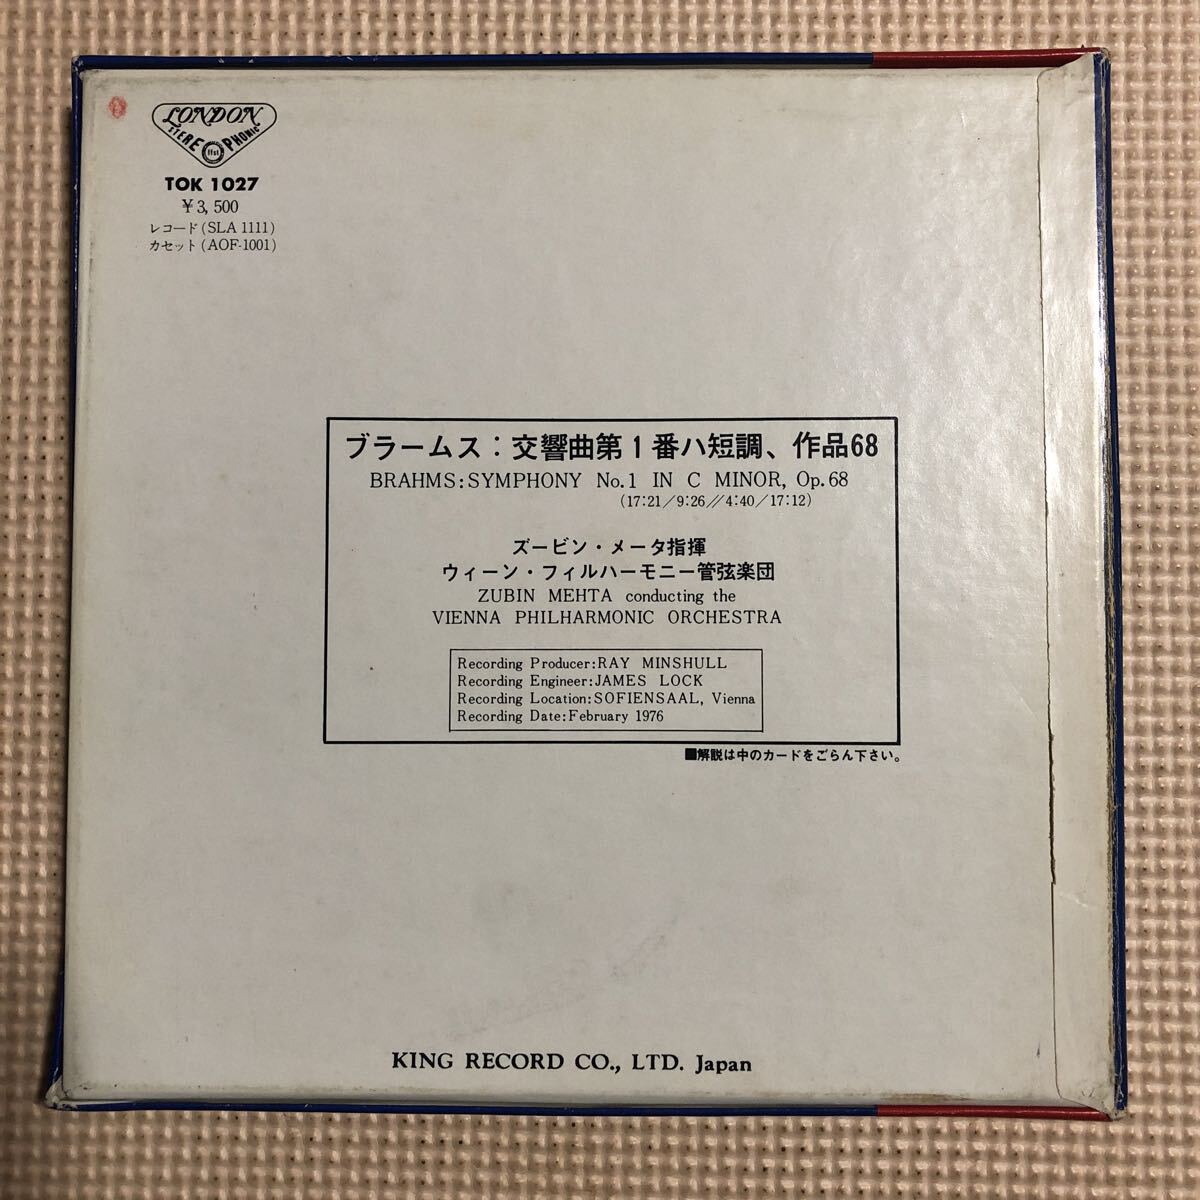 LONDON
STEREO PHONIC
ffst
TOK 1027
¥3,500
レコード(SLA 1111)
カセット(AOF-1001)
ブラームス:交響曲第1番ハ短調、作品68
BRAHMS:SYMPHONY No.1 IN C MINOR, Op.68
(17:21/9:26//4:40/17:12)
ズービン・メータ指揮
ウィーン・フィルハーモニー管弦楽団
ZUBIN MEHTA conducting the
VIENNA PHILHARMONIC ORCHESTRA
Recording Producer:RAY MINSHULL
Recording Engineer:JAMES LOCK
Recording Location:SOFIENSAAL, Vienna
Recording Date:February 1976
■解説は中のカードをごらん下さい。
KING RECORD CO., LTD. Japan